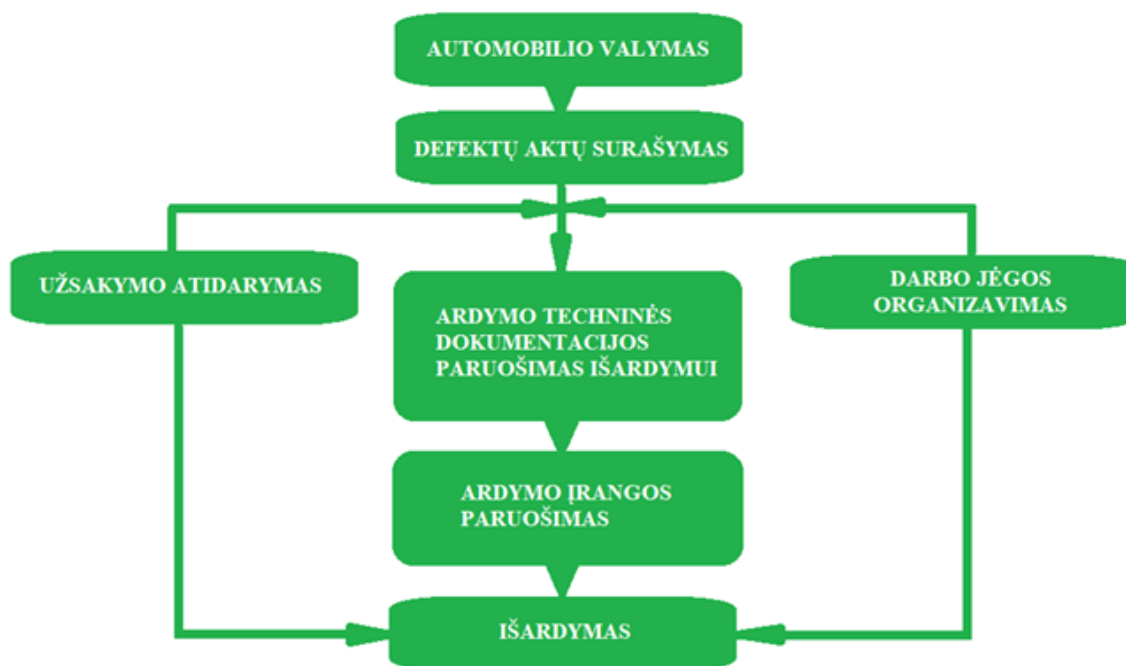 AUTOMOBILIO VALYMAS
DEFEKTŲ AKTŲ SURAŠYMAS
UŽSAKYMO ATIDARYMAS
DARBO JĖGOS
ORGANIZAVIMAS
ARDYMO TECHNINĖS
DOKUMENTACIJOS
PARUOŠIMAS IŠARDYMUI
ARDYMO ĮRANGOS
PARUOŠIMAS
IŠARDYMAS